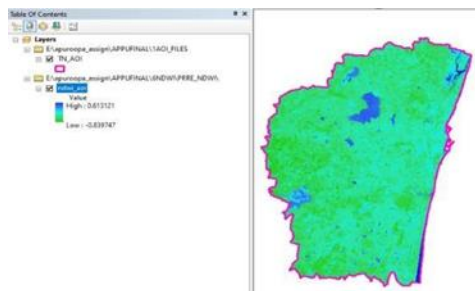 Table Of Contents
Layers
E:\apuroopa_assign\APPUFINAL\1AOI_FILES
TN_AOI
E:\apuroopa_assign\APPUFINAL\8NDWI\PRE_NDWI\
ndwi_aoi
Value
High : 0.613121
Low : -0.839747